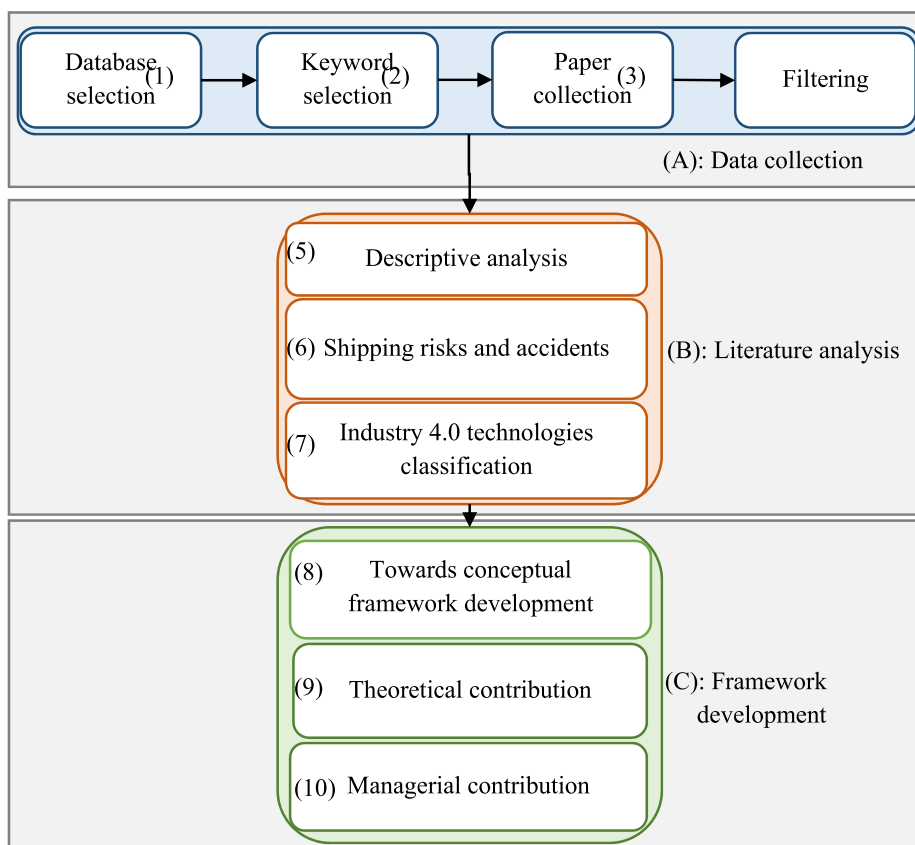 Database
selection
(1)
Keyword
selection
(2)
Paper
collection
(3)
Filtering
(A): Data collection
(5)
Descriptive analysis
(6) Shipping risks and accidents
(B): Literature analysis
(7)
Industry 4.0 technologies
classification
(8)
Towards conceptual
framework development
(9)
Theoretical contribution
(C): Framework
development
(10)
Managerial contribution